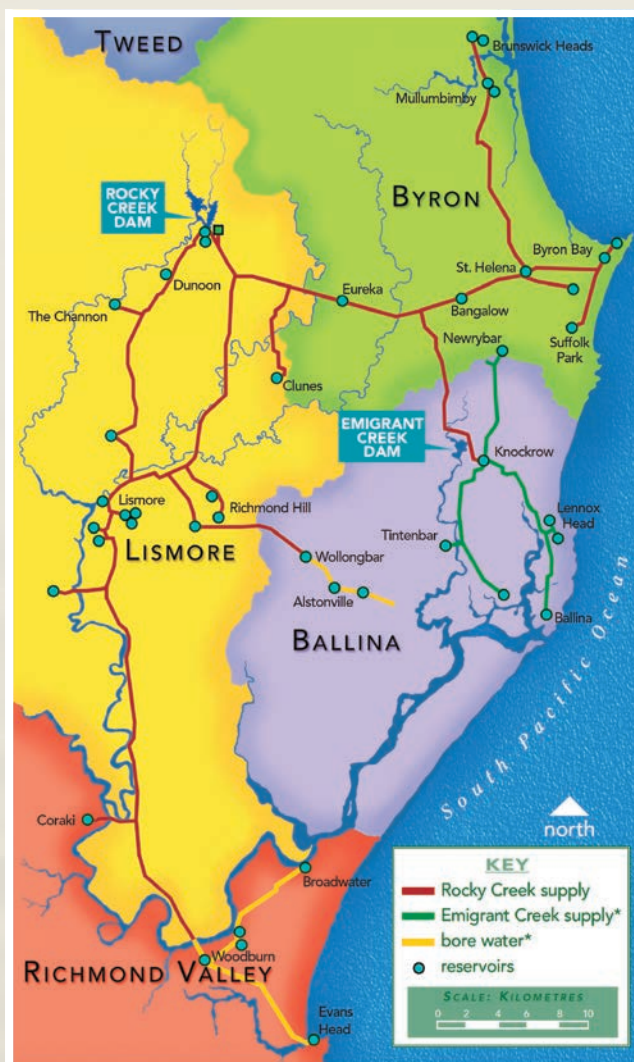 TWEED
Brunswick Heads
Mullumbimby
ROCKY
CREEK
DAM
BYRON
Byron Bay
St. Helena
Dunoon
Eureka
Bangalow
The Channon
Newrybar
Suffolk
Park
Clunes
EMIGRANT
CREEK
DAM
Knockrow
Lismore
Richmond Hill
Lennox
Head
Tintenbar
LISMORE
Wollongbar
Alstonville
Ballina
BALLINA
South Pacific Ocean
Coraki
north
Broadwater
Woodburn
RICHMOND VALLEY
Evans
Head
KEY
Rocky Creek supply
Emigrant Creek supply*
bore water*
reservoirs
SCALE: KILOMETRES
0 2 4 6 8 10